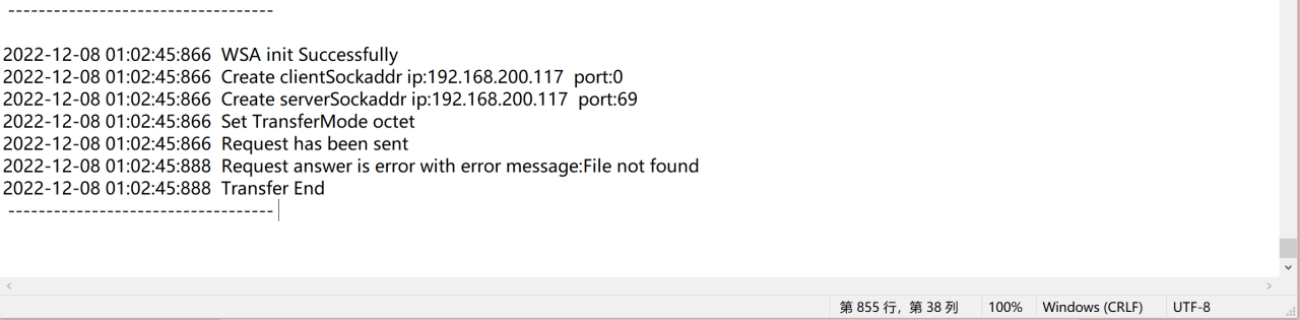 -----------------------------------
2022-12-08 01:02:45:866  WSA init Successfully
2022-12-08 01:02:45:866  Create clientSockaddr ip:192.168.200.117  port:0
2022-12-08 01:02:45:866  Create serverSockaddr ip:192.168.200.117  port:69
2022-12-08 01:02:45:866  Set TransferMode octet
2022-12-08 01:02:45:866  Request has been sent
2022-12-08 01:02:45:888  Request answer is error with error message:File not found
2022-12-08 01:02:45:888  Transfer End
-----------------------------------
第 855 行，第 38 列  100%  Windows (CRLF)  UTF-8